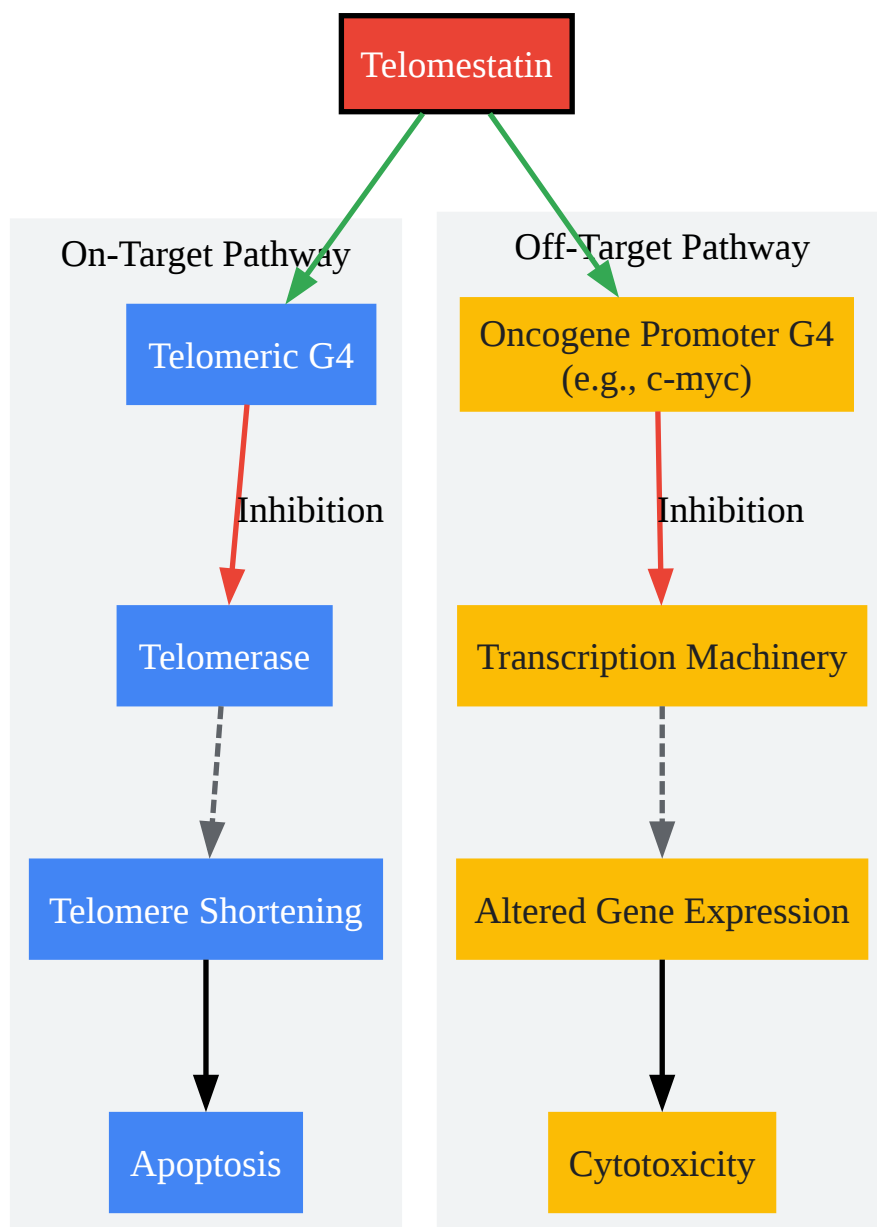 Telomestatin
On-Target Pathway
Telomeric G4
Inhibition
Telomerase
Telomere Shortening
Apoptosis
Off-Target Pathway
Oncogene Promoter G4
(e.g., c-myc)
Inhibition
Transcription Machinery
Altered Gene Expression
Cytotoxicity